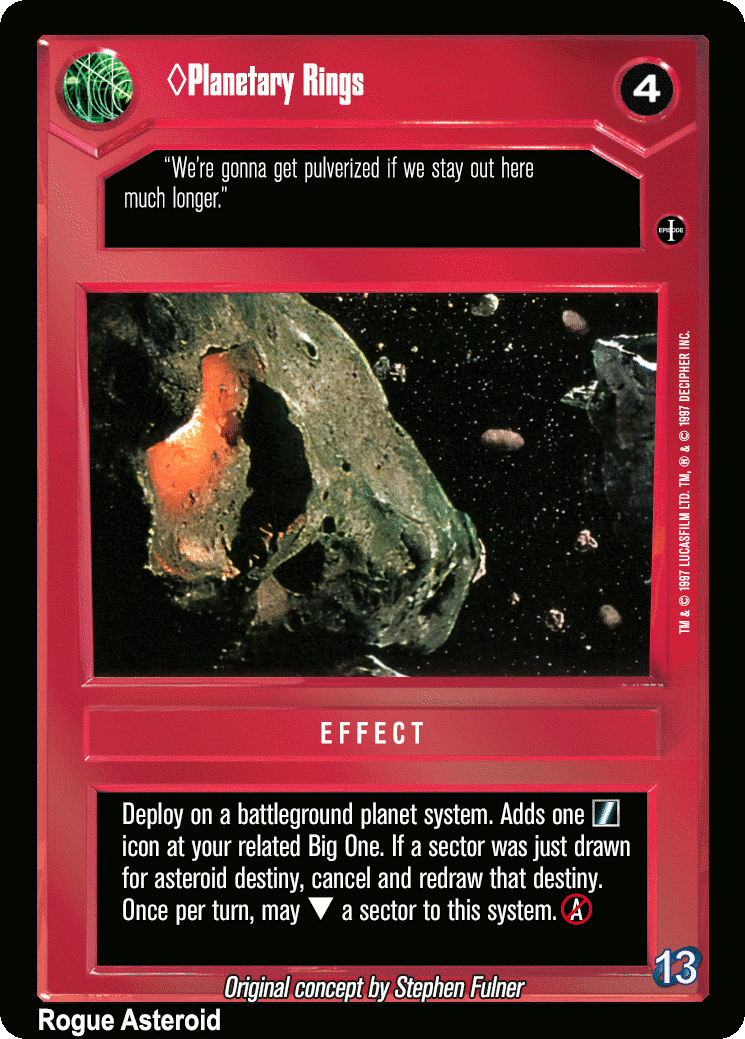 ◊Planetary Rings
4
“We’re gonna get pulverized if we stay out here
much longer.”
EPISODE
I
TM & © 1997 LUCASFILM LTD. TM, ® & © 1997 DECIPHER INC.
EFFECT
Deploy on a battleground planet system. Adds one
icon at your related Big One. If a sector was just drawn
for asteroid destiny, cancel and redraw that destiny.
Once per turn, may ▼ a sector to this system. A
13
Original concept by Stephen Fulner
Rogue Asteroid